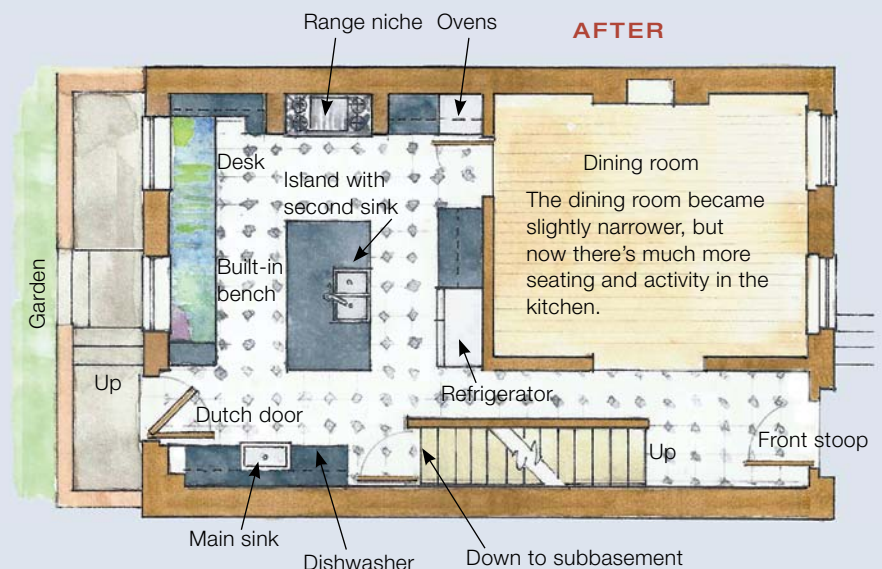 Range niche
Ovens
AFTER
Desk
Island with
second sink
Dining room
The dining room became
slightly narrower, but
now there's much more
seating and activity in the
kitchen.
Built-in
bench
Garden
Up
Dutch door
Refrigerator
Up
Front stoop
Main sink
Dishwasher
Down to subbasement